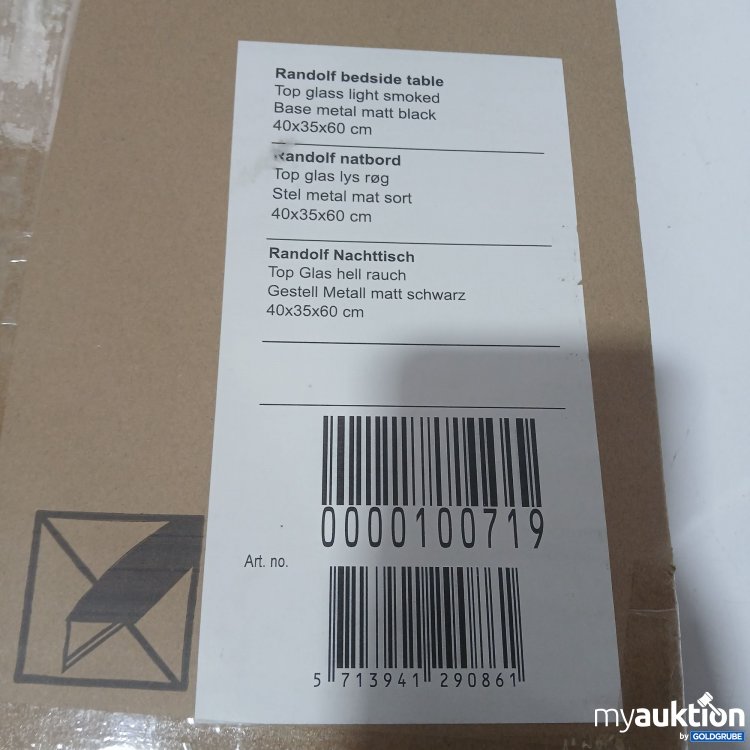 Randolf bedside table
Top glass light smoked
Base metal matt black
40x35x60 cm
Randolf natbord
Top glas lys røg
Stel metal mat sort
40x35x60 cm
Randolf Nachttisch
Top Glas hell rauch
Gestell Metall matt schwarz
40x35x60 cm
0000100719
Art. no.
5 713941 290861
myauktion
by GOLDGRUBE